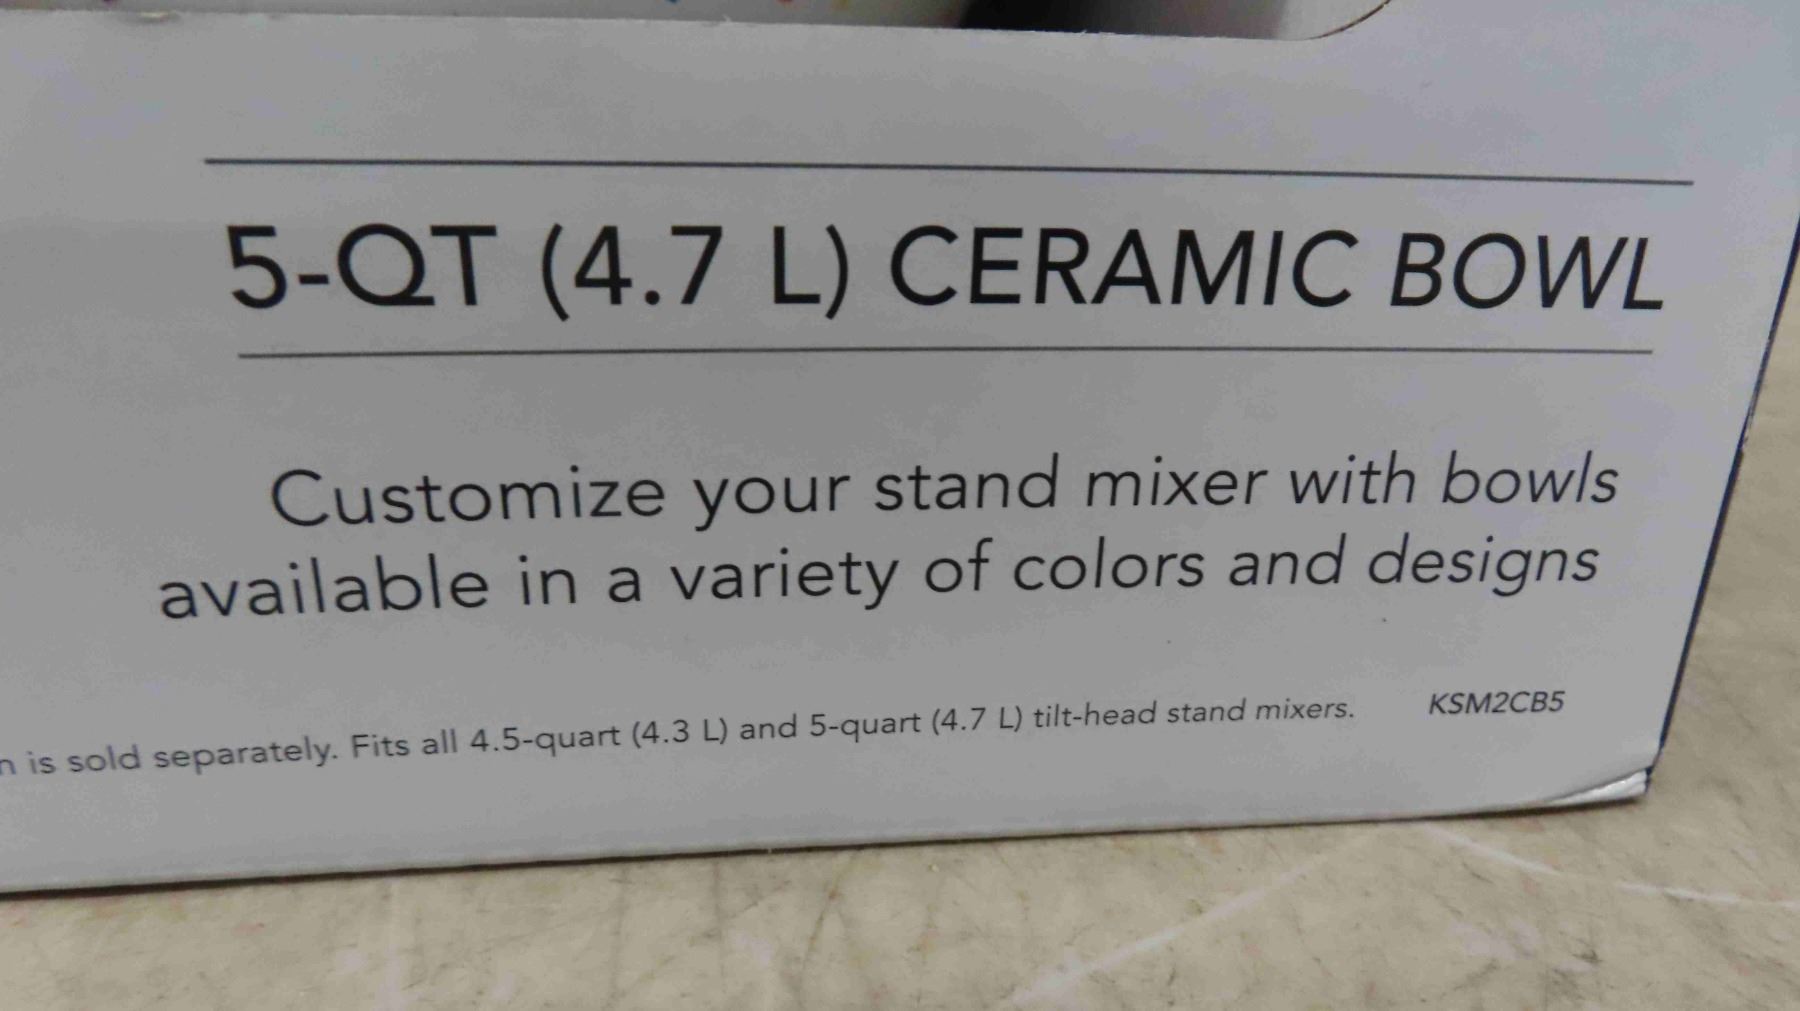 5-QT (4.7 L) CERAMIC BOWL
Customize your stand mixer with bowls
available in a variety of colors and designs
is sold separately. Fits all 4.5-quart (4.3 L) and 5-quart (4.7 L) tilt-head stand mixers. KSM2CB5